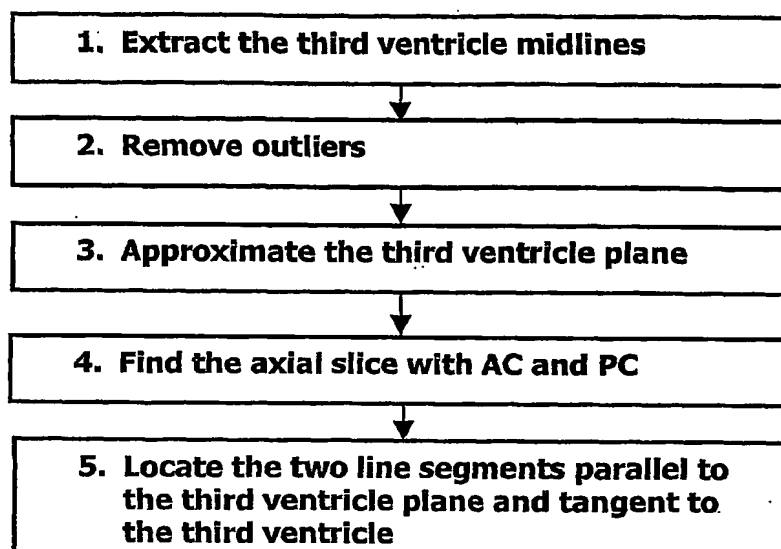 1. Extract the third ventricle midlines
2. Remove outliers
3. Approximate the third ventricle plane
4. Find the axial slice with AC and PC
5. Locate the two line segments parallel to
the third ventricle plane and tangent to
the third ventricle